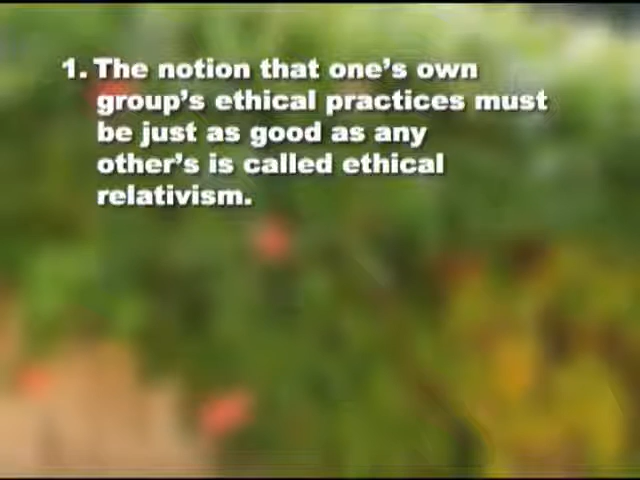 1. The notion that one's own
group's ethical practices must
be just as good as any
other's is called ethical
relativism.